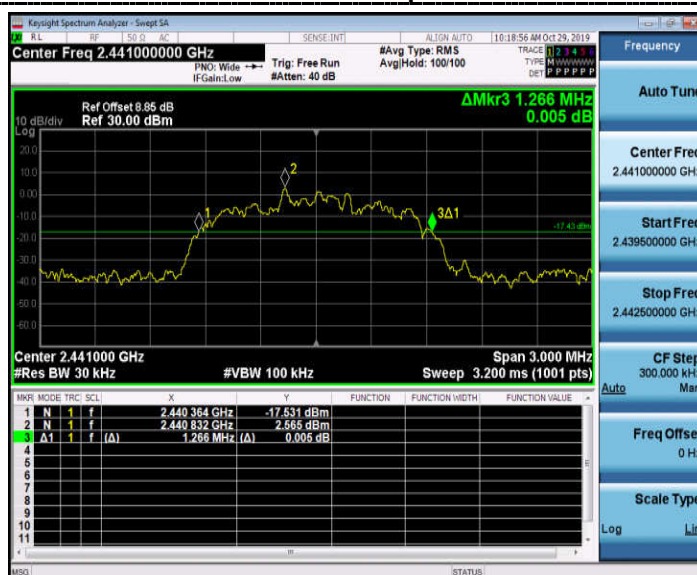 Keysight Spectrum Analyzer - Swept SA
RL RF 50 Ω AC SENSE:INT ALIGN AUTO 10:18:56 AM Oct 29, 2019
Center Freq 2.441000000 GHz
PNO: Wide
IFGain:Low
Trig: Free Run
#Atten: 40 dB
#Avg Type: RMS
Avg|Hold: 100/100
TRACE 1 2 3 4 5 6
TYPE M W W W W W
DET P P P P P P
Ref Offset 8.85 dB
10 dB/div Ref 30.00 dBm
Log
ΔMkr3 1.266 MHz
0.005 dB
20.0
10.0
0.00
-10.0
-20.0
-30.0
-40.0
-50.0
-60.0
1
2
3Δ1
-17.43 dBm
Center 2.441000 GHz Span 3.000 MHz
#Res BW 30 kHz #VBW 100 kHz Sweep 3.200 ms (1001 pts)
MKR MODE TRC SCL X Y FUNCTION FUNCTION WIDTH FUNCTION VALUE
1 N 1 f 2.440 364 GHz -17.531 dBm
2 N 1 f 2.440 832 GHz 2.565 dBm
3 Δ1 1 f (Δ) 1.266 MHz (Δ) 0.005 dB
4
5
6
7
8
9
10
11
MSG STATUS
Frequency
Auto Tune
Center Freq
2.441000000 GHz
Start Freq
2.439500000 GHz
Stop Freq
2.442500000 GHz
CF Step
300.000 kHz
Auto Man
Freq Offset
0 Hz
Scale Type
Log Lin